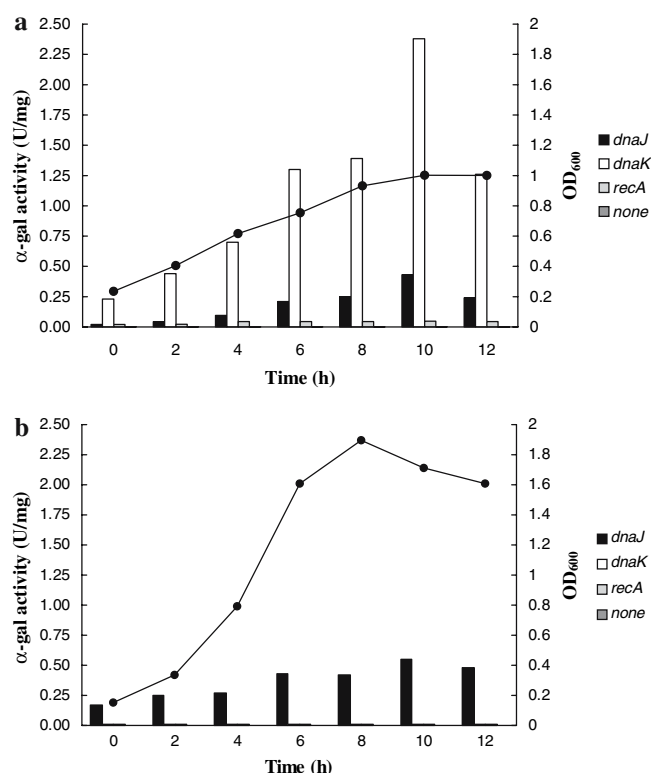 a
2.50
2.25
2.00
1.75
1.50
1.25
1.00
0.75
0.50
0.25
0.00
α-gal activity (U/mg)
2
1.8
1.6
1.4
1.2
1
0.8
0.6
0.4
0.2
0
OD600
dnaJ
dnaK
recA
none
0 2 4 6 8 10 12
Time (h)
b
2.50
2.25
2.00
1.75
1.50
1.25
1.00
0.75
0.50
0.25
0.00
α-gal activity (U/mg)
2
1.8
1.6
1.4
1.2
1
0.8
0.6
0.4
0.2
0
OD600
dnaJ
dnaK
recA
none
0 2 4 6 8 10 12
Time (h)